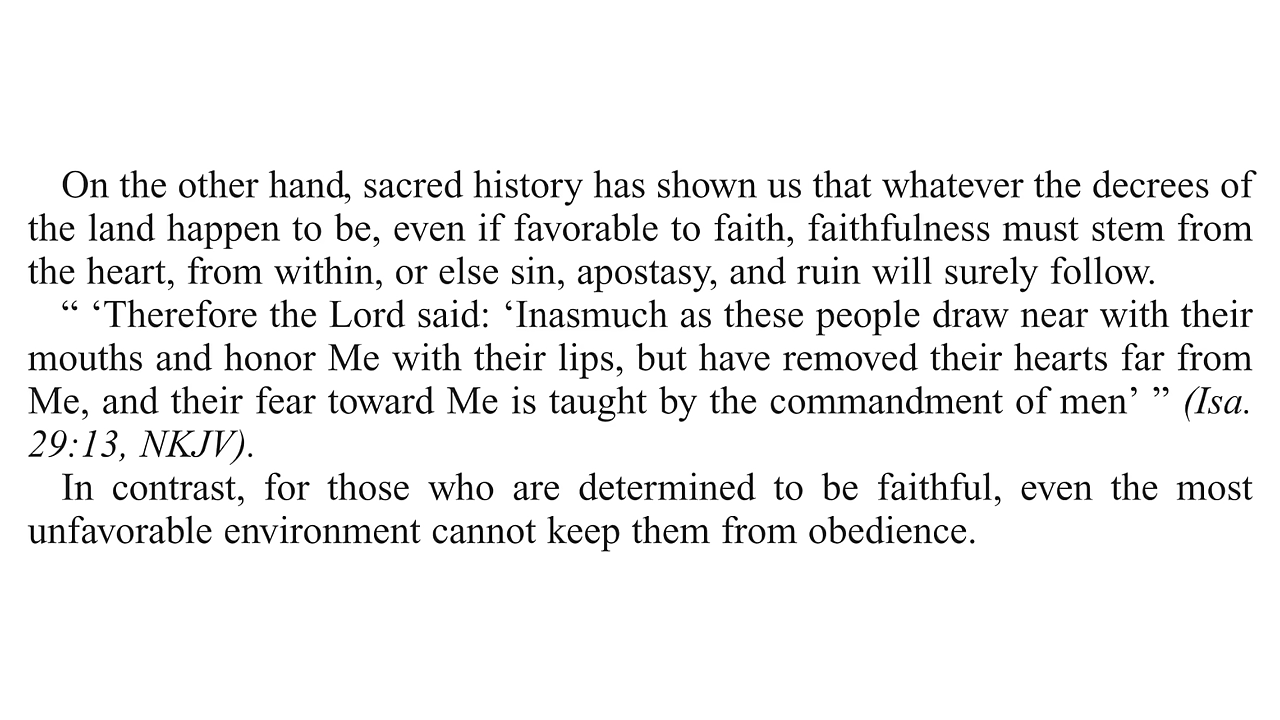 On the other hand, sacred history has shown us that whatever the decrees of
the land happen to be, even if favorable to faith, faithfulness must stem from
the heart, from within, or else sin, apostasy, and ruin will surely follow.
“ ‘Therefore the Lord said: ‘Inasmuch as these people draw near with their
mouths and honor Me with their lips, but have removed their hearts far from
Me, and their fear toward Me is taught by the commandment of men’ ” (Isa.
29:13, NKJV).
In contrast, for those who are determined to be faithful, even the most
unfavorable environment cannot keep them from obedience.